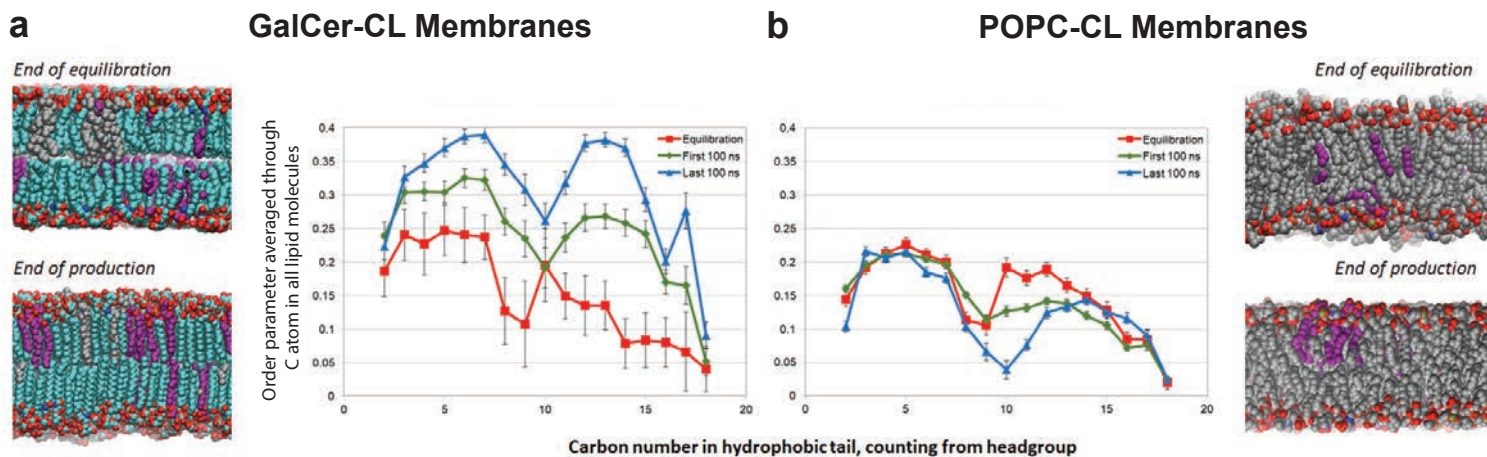 a
GalCer-CL Membranes
End of equilibration
End of production
Order parameter averaged through
C atom in all lipid molecules
0.4
0.35
0.3
0.25
0.2
0.15
0.1
0.05
0
0
5
10
15
20
Equilibration
First 100 ns
Last 100 ns
b
POPC-CL Membranes
0.4
0.35
0.3
0.25
0.2
0.15
0.1
0.05
0
0
5
10
15
20
Equilibration
First 100 ns
Last 100 ns
End of equilibration
End of production
Carbon number in hydrophobic tail, counting from headgroup